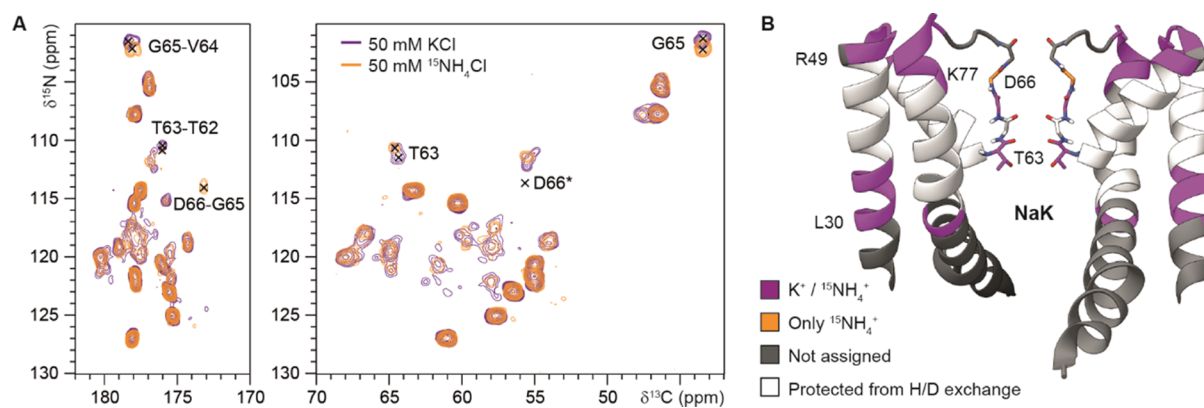 A
B
δ¹⁵N (ppm)
G65-V64
T63-T62
D66-G65
180
170
50 mM KCl
50 mM ¹⁵NH₄Cl
G65
T63
D66*
105
110
115
120
125
130
70
65
60
55
δ¹³C (ppm)
R49
K77
D66
T63
L30
NaK
K⁺ / ¹⁵NH₄⁺
Only ¹⁵NH₄⁺
Not assigned
Protected from H/D exchange